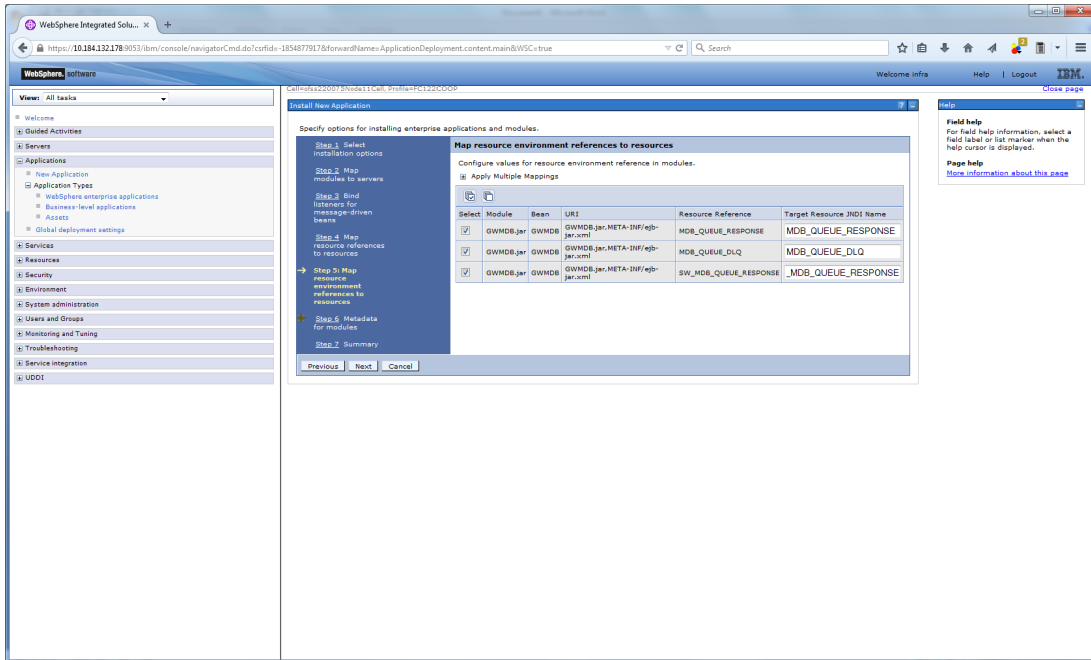 WebSphere Integrated Solu... × +
https://10.184.132.178:9053/ibm/console/navigatorCmd.do?csrfid=-1854877917&forwardName=ApplicationDeployment.content.main&WSC=true
Search
2
WebSphere. software
Welcome infra
Help | Logout
IBM.
View: All tasks
Welcome
Guided Activities
Servers
Applications
New Application
Application Types
WebSphere enterprise applications
Business-level applications
Assets
Global deployment settings
Services
Resources
Security
Environment
System administration
Users and Groups
Monitoring and Tuning
Troubleshooting
Service integration
UDDI
Cell=ofss220075Node11Cell, Profile=FC122COOP
Close page
Install New Application
? -
Specify options for installing enterprise applications and modules.
Step 1 Select
installation options
Step 2 Map
modules to servers
Step 3 Bind
listeners for
message-driven
beans
Step 4 Map
resource references
to resources
Step 5: Map
resource
environment
references to
resources
Step 6 Metadata
for modules
Step 7 Summary
Map resource environment references to resources
Configure values for resource environment reference in modules.
Apply Multiple Mappings
Select Module Bean URI Resource Reference Target Resource JNDI Name
GWMDB.jar GWMDB GWMDB.jar,META-INF/ejb-
jar.xml MDB_QUEUE_RESPONSE MDB_QUEUE_RESPONSE
GWMDB.jar GWMDB GWMDB.jar,META-INF/ejb-
jar.xml MDB_QUEUE_DLQ MDB_QUEUE_DLQ
GWMDB.jar GWMDB GWMDB.jar,META-INF/ejb-
jar.xml SW_MDB_QUEUE_RESPONSE _MDB_QUEUE_RESPONSE
Previous Next Cancel
Help
Field help
For field help information, select a
field label or list marker when the
help cursor is displayed.
Page help
More information about this page